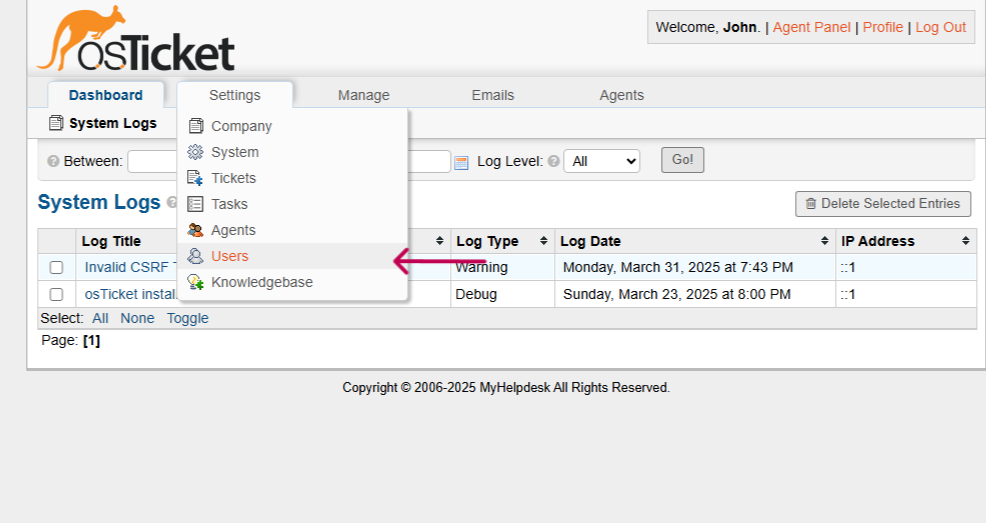 osTicket
Welcome, John. | Agent Panel | Profile | Log Out
Dashboard Settings Manage Emails Agents
System Logs
Company
System
Tickets
Tasks
Agents
Users
Knowledgebase
Between: Log Level: All Go!
System Logs Delete Selected Entries
Log Title Log Type Log Date IP Address
Invalid CSRF Warning Monday, March 31, 2025 at 7:43 PM ::1
osTicket Debug Sunday, March 23, 2025 at 8:00 PM ::1
Select: All None Toggle
Page: [1]
Copyright © 2006-2025 MyHelpdesk All Rights Reserved.